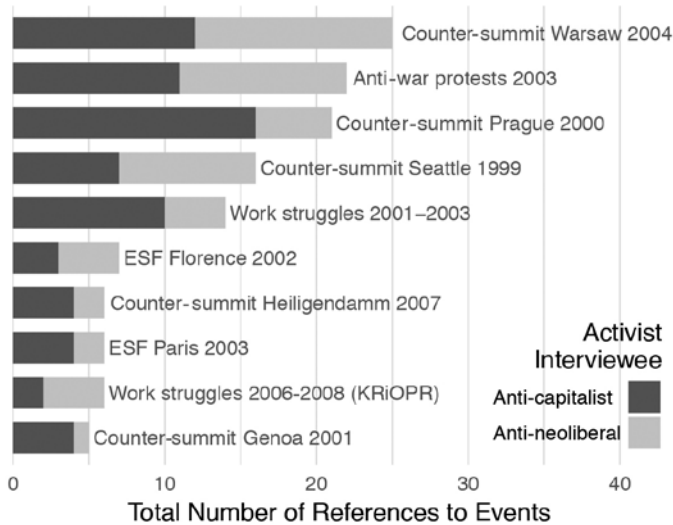 Counter-summit Warsaw 2004
Anti-war protests 2003
Counter-summit Prague 2000
Counter-summit Seattle 1999
Work struggles 2001–2003
ESF Florence 2002
Counter-summit Heiligendamm 2007
ESF Paris 2003
Work struggles 2006-2008 (KRiOPR)
Counter-summit Genoa 2001
Activist
Interviewee
Anti-capitalist
Anti-neoliberal
0 10 20 30 40
Total Number of References to Events